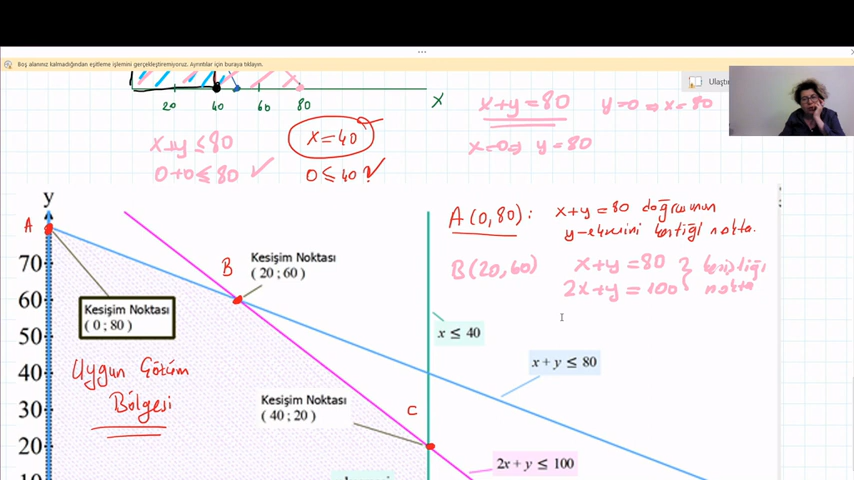 Boş alanınız kalmadığından eşitleme işlemini gerçekleştiremiyoruz. Ayrıntılar için buraya tıklayın.
Ulaştır
20 40 60 80 X
x+y=80 y=0 ⇒ x=80
x=0 ⇒ y=80
x+y≤80
0+0≤80 ✓
x=40
0≤40 ✓
y
A
70
60
50
40
30
20
10
B
Kesişim Noktası
( 20 ; 60 )
Kesişim Noktası
( 0 ; 80 )
Uygun Çözüm
Bölgesi
Kesişim Noktası
( 40 ; 20 )
C
A(0,80): x+y=80 doğrusunun
y-eksenini kestiği nokta.
B(20,60) x+y=80
2x+y=100 } kesiştiği
nokta
x ≤ 40
x + y ≤ 80
2x + y ≤ 100